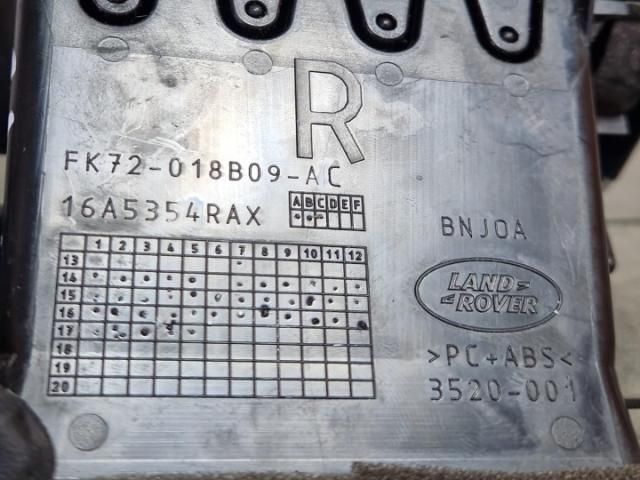 R
FK72-018B09-AC
16A5354RAX
A B C D E F
BNJOA
1 2 3 4 5 6 7 8 9 10 11 12
13
14
15
16
17
18
19
20
LAND
ROVER
>PC+ABS<
3520-001